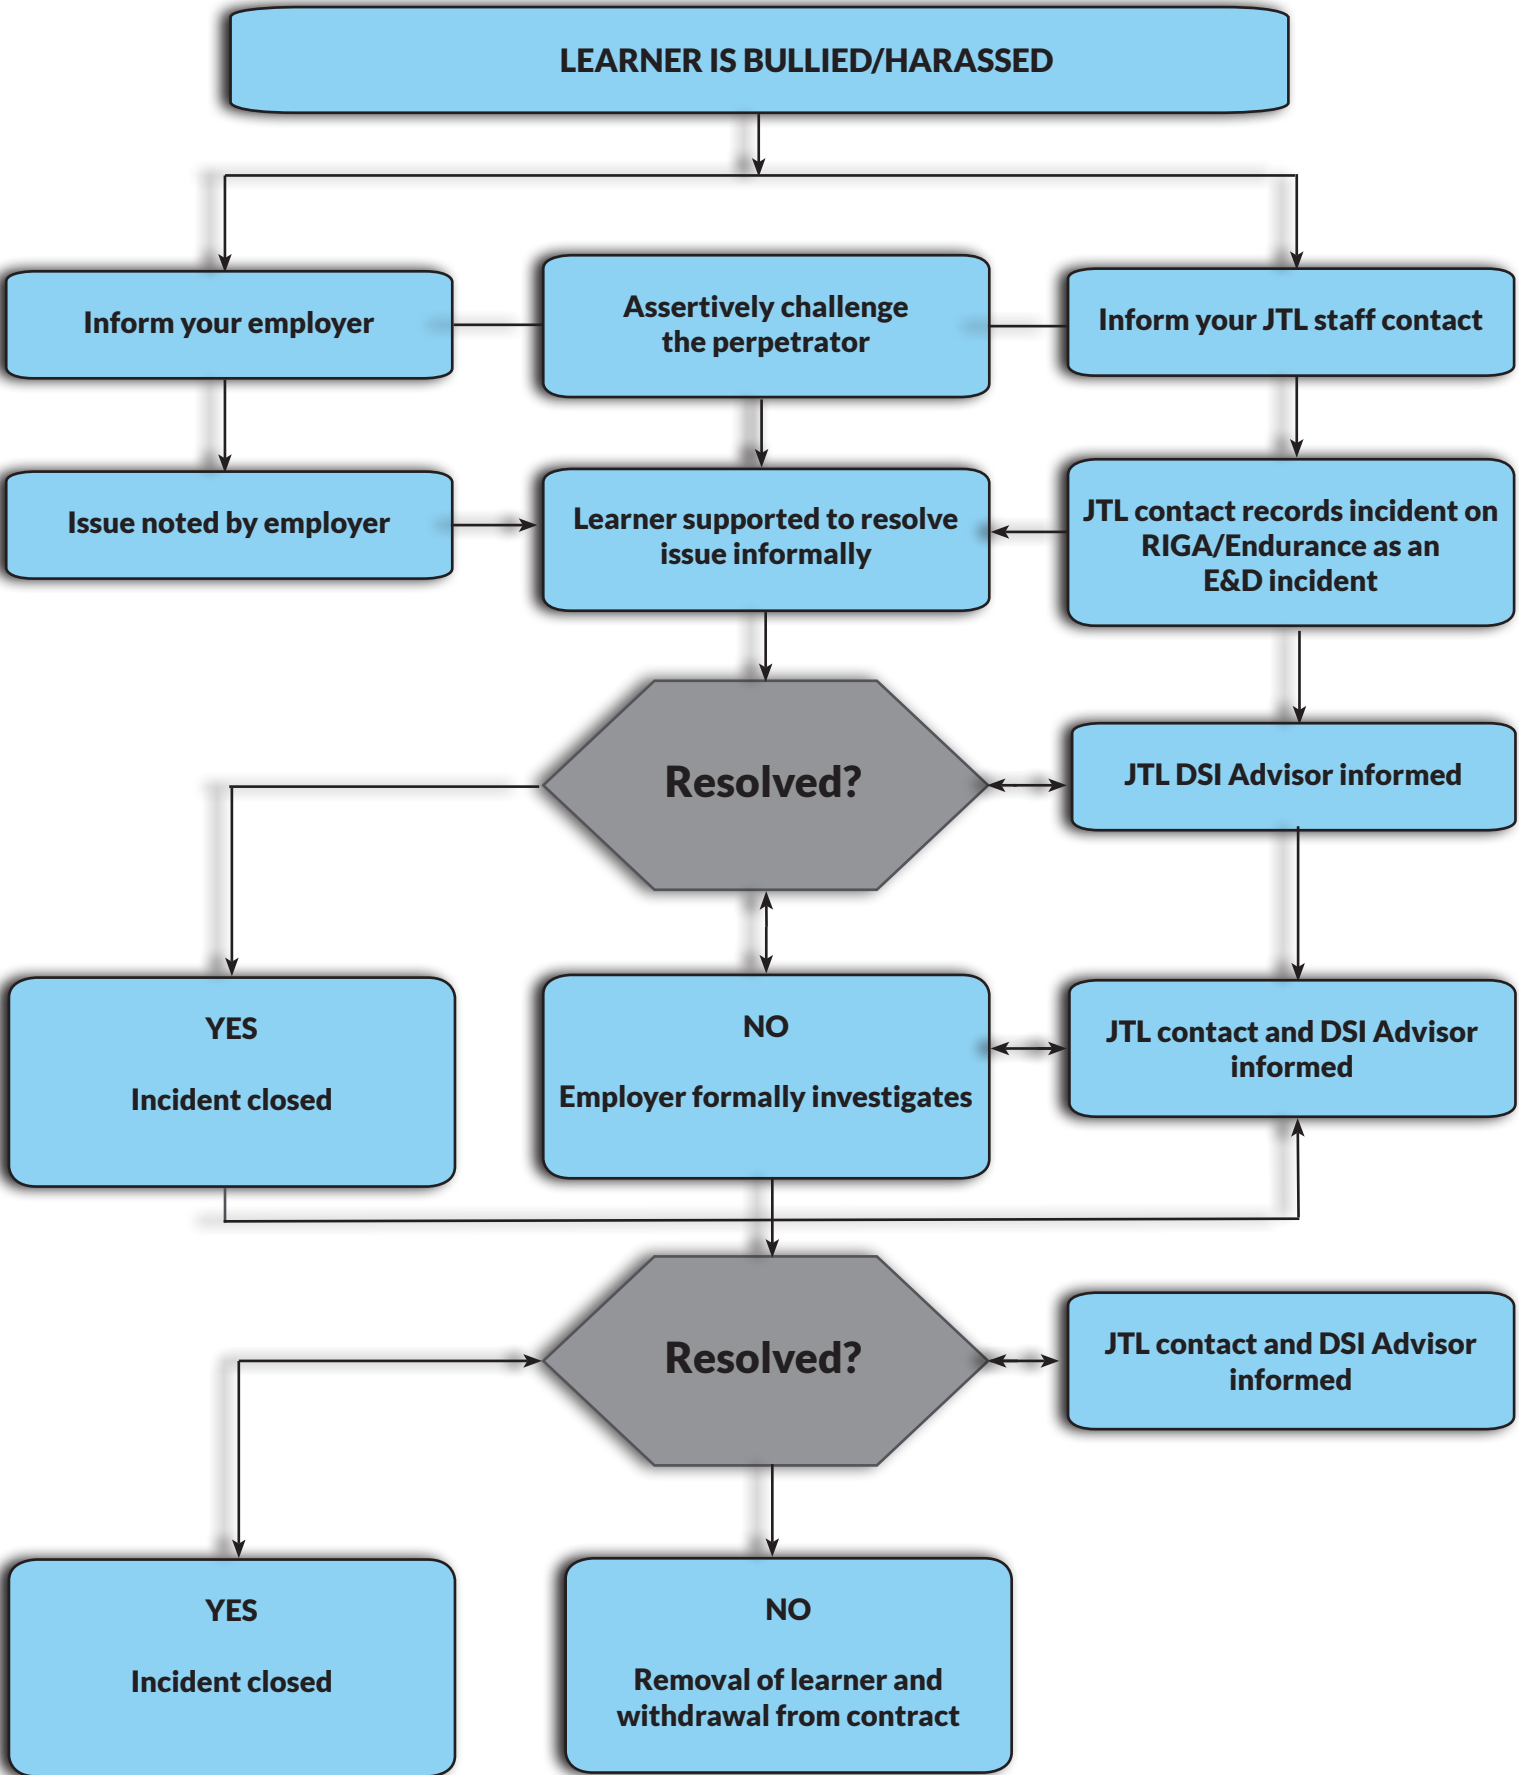 LEARNER IS BULLIED/HARASSED
Inform your employer
Assertively challenge
the perpetrator
Inform your JTL staff contact
Issue noted by employer
Learner supported to resolve
issue informally
JTL contact records incident on
RIGA/Endurance as an
E&D incident
Resolved?
JTL DSI Advisor informed
YES
Incident closed
NO
Employer formally investigates
JTL contact and DSI Advisor
informed
Resolved?
JTL contact and DSI Advisor
informed
YES
Incident closed
NO
Removal of learner and
withdrawal from contract